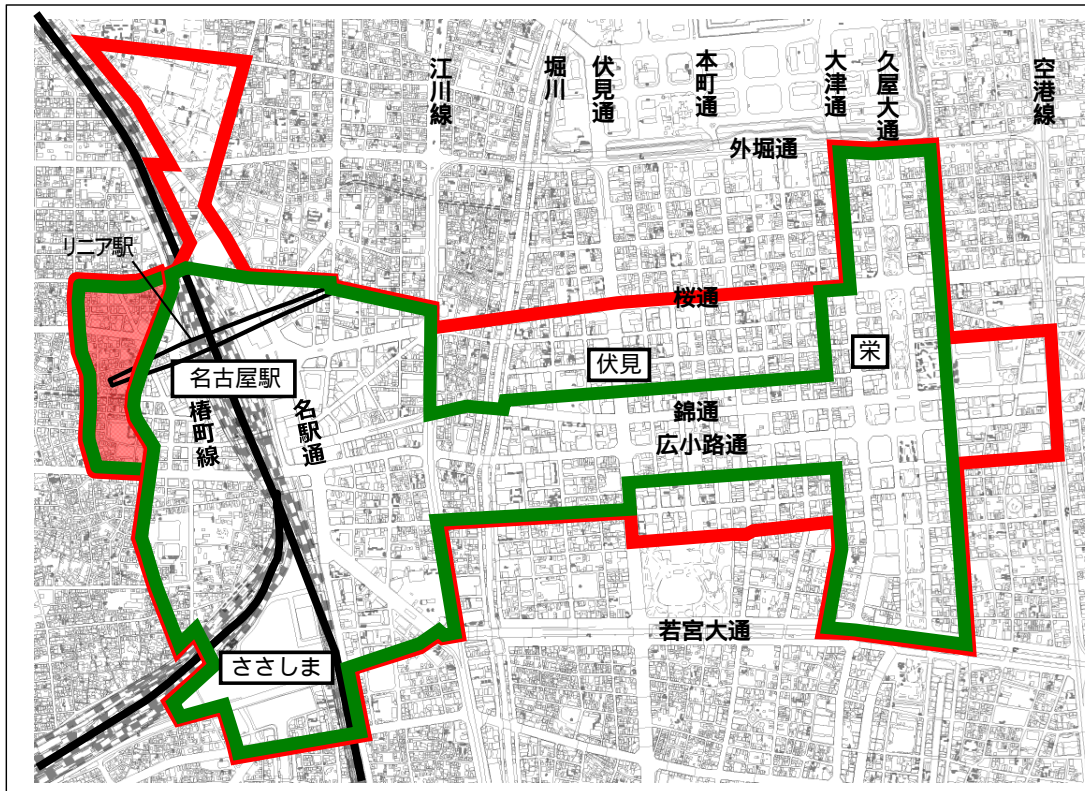 江川線
堀川
伏見通
本町通
大津通
久屋大通
空港線
外堀通
リニア駅
桜通
伏見
栄
名古屋駅
椿町線
名駅通
錦通
広小路通
若宮大通
ささしま